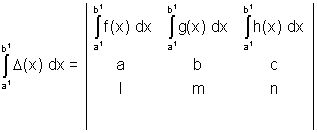 ∫_{a¹}^{b¹} Δ(x) dx = | ∫_{a¹}^{b¹} f(x) dx ∫_{a¹}^{b¹} g(x) dx ∫_{a¹}^{b¹} h(x) dx |
a b c
l m n